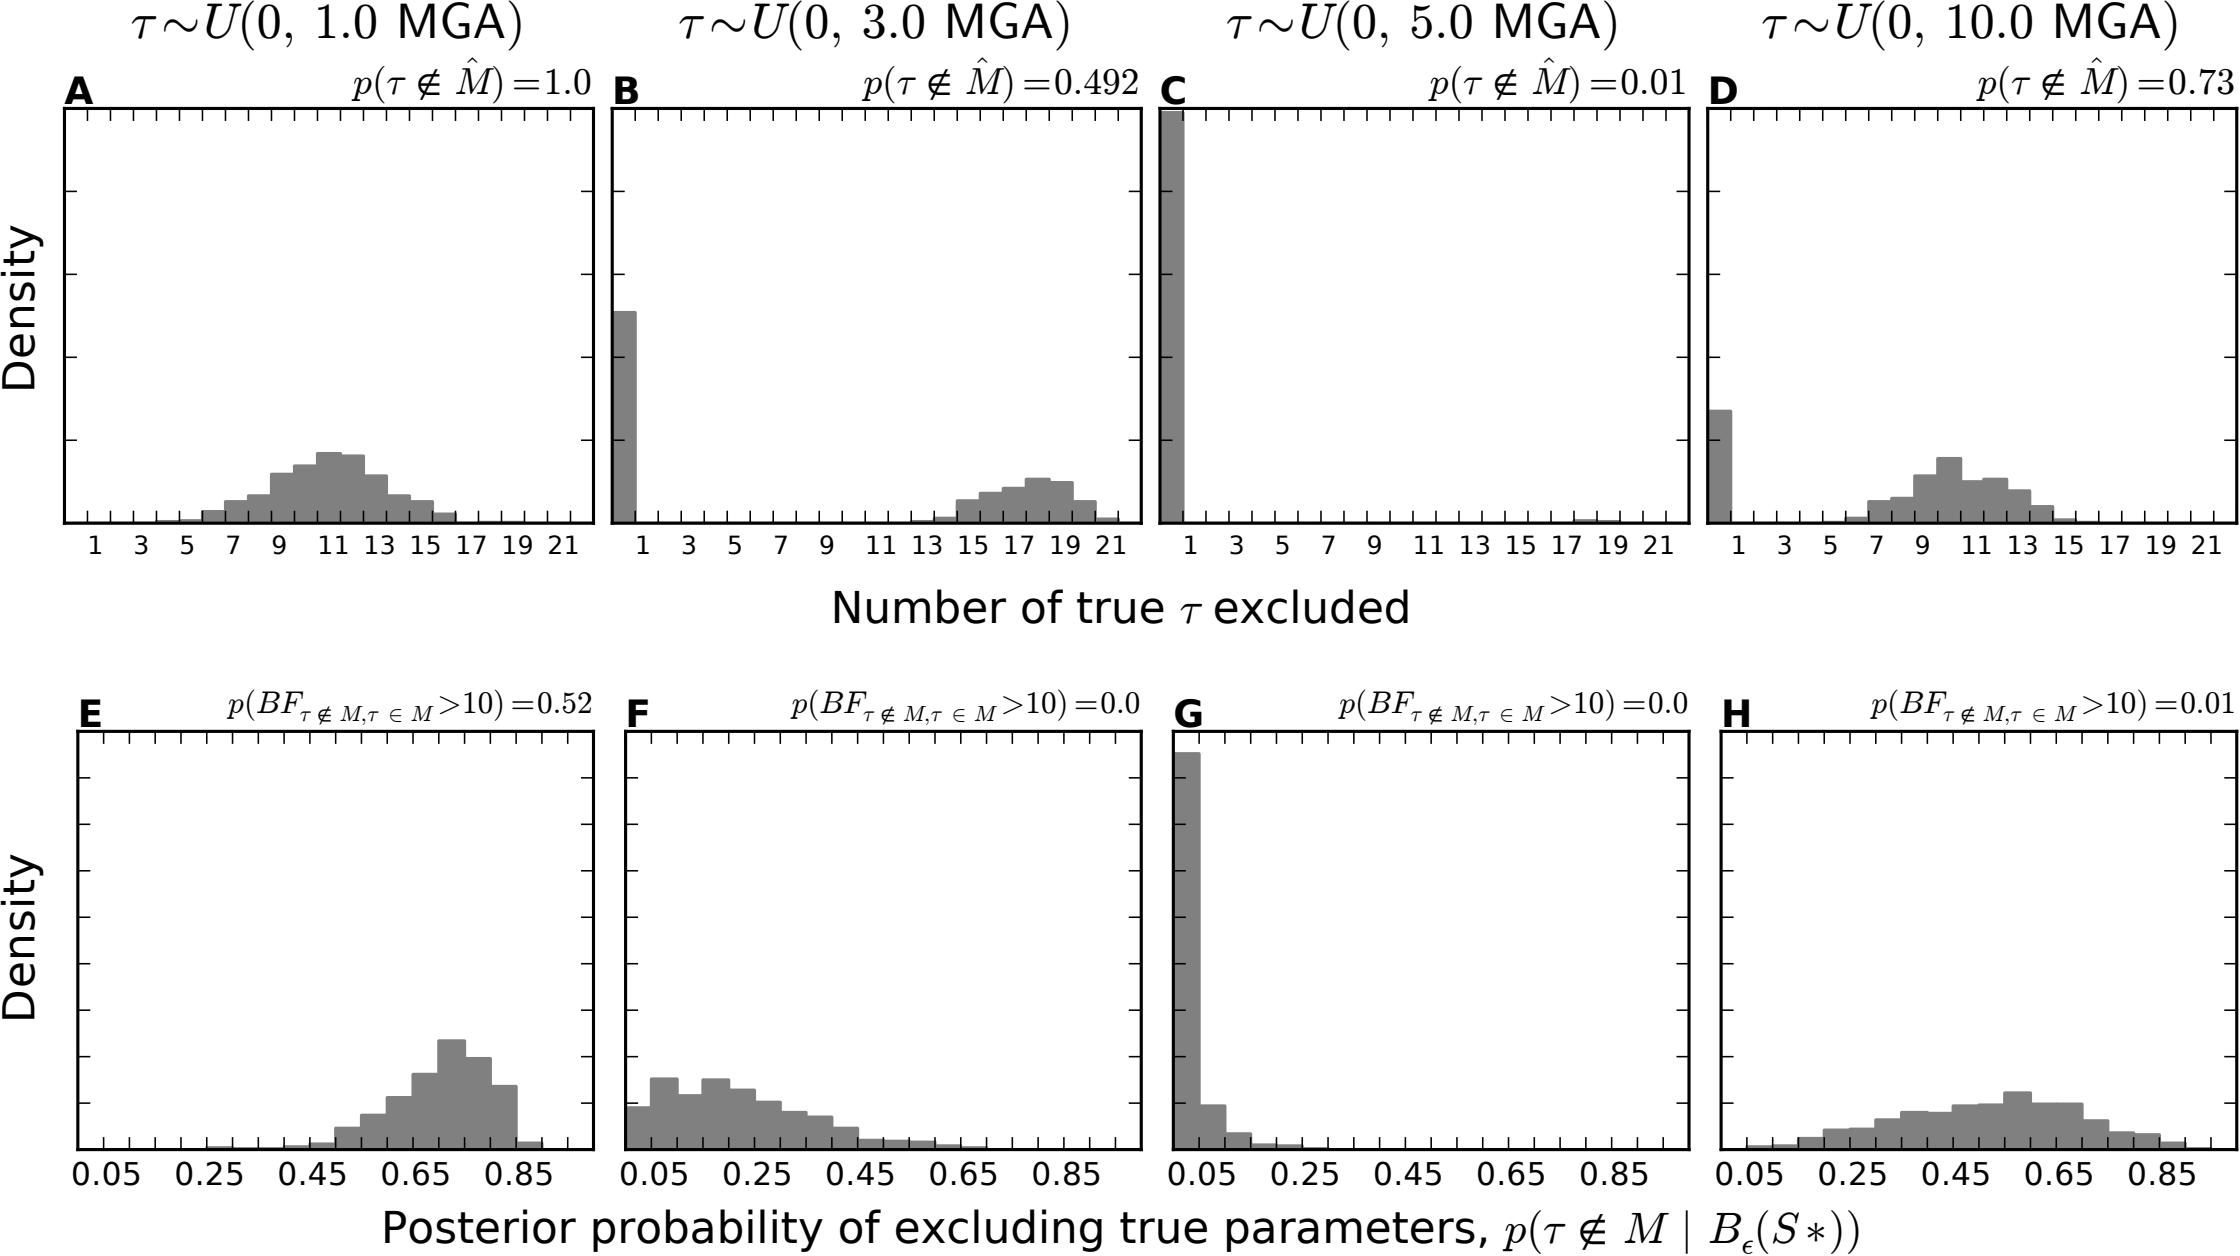 τ∼U(0, 1.0 MGA) τ∼U(0, 3.0 MGA) τ∼U(0, 5.0 MGA) τ∼U(0, 10.0 MGA)
A p(τ ∉ M̂) = 1.0 B p(τ ∉ M̂) = 0.492 C p(τ ∉ M̂) = 0.01 D p(τ ∉ M̂) = 0.73
Density
1 3 5 7 9 11 13 15 17 19 21 1 3 5 7 9 11 13 15 17 19 21 1 3 5 7 9 11 13 15 17 19 21 1 3 5 7 9 11 13 15 17 19 21
Number of true τ excluded
E p(BF_{τ ∉ M,τ ∈ M} >10) = 0.52 F p(BF_{τ ∉ M,τ ∈ M} >10) = 0.0 G p(BF_{τ ∉ M,τ ∈ M} >10) = 0.0 H p(BF_{τ ∉ M,τ ∈ M} >10) = 0.01
Density
0.05 0.25 0.45 0.65 0.85 0.05 0.25 0.45 0.65 0.85 0.05 0.25 0.45 0.65 0.85 0.05 0.25 0.45 0.65 0.85
Posterior probability of excluding true parameters, p(τ ∉ M | B_ϵ(S∗))